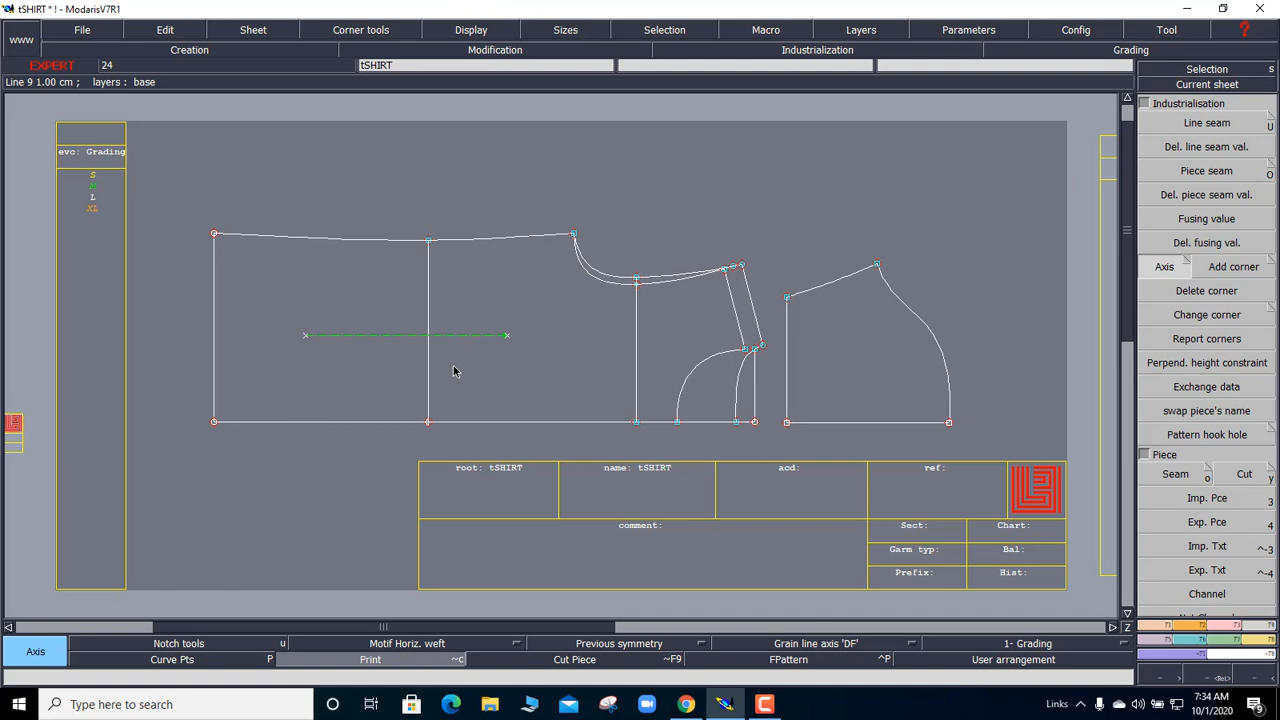 tSHIRT * ! - ModarisV7R1
www
File Edit Sheet Corner tools Display Sizes Selection Macro Layers Parameters Config Tool ?
Creation Modification Industrialization Grading
EXPERT 24 tSHIRT
Line 9 1.00 cm ; layers : base
Selection s
Current sheet
Industrialisation
Line seam U
Del. line seam val.
Piece seam O
Del. piece seam val.
Fusing value
Del. fusing val.
Axis Add corner
Delete corner
Change corner
Report corners
Perpend. height constraint
Exchange data
swap piece's name
Pattern hook hole
Piece
Seam o Cut y
Imp. Pce 3
Exp. Pce 4
Imp. Txt ^~3
Exp. Txt ^~4
Channel
evc: Grading
S
M
L
XL
root: tSHIRT name: tSHIRT acd: ref:
comment: Sect: Chart:
Garm typ: Bal:
Prefix: Hist:
Z
Axis
Notch tools u Motif Horiz. weft Previous symmetry Grain line axis 'DF' 1- Grading
Curve Pts P Print ~c Cut Piece ~F9 FPattern ^P User arrangement
Type here to search
Links
7:34 AM
10/1/2020